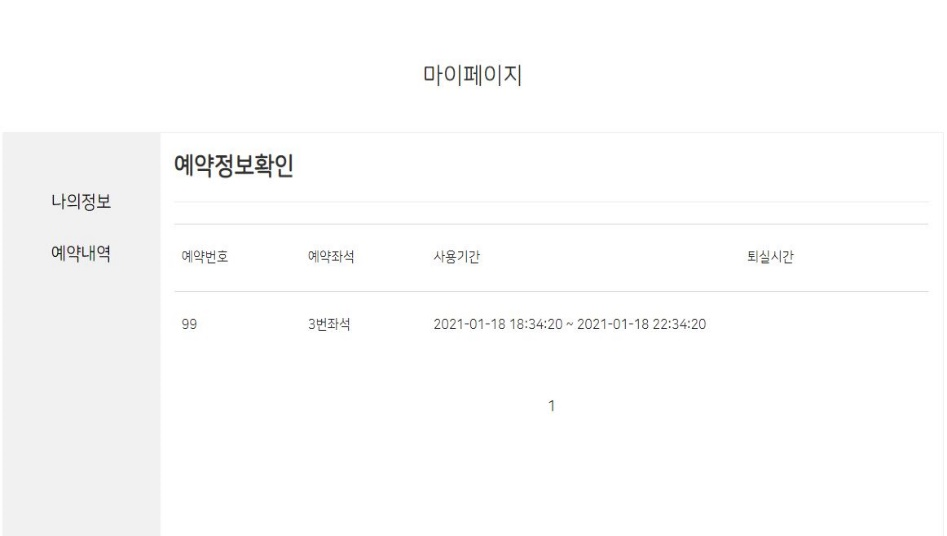 마이페이지
나의정보
예약내역
예약정보확인
예약번호 예약좌석 사용기간 퇴실시간
99 3번좌석 2021-01-18 18:34:20 ~ 2021-01-18 22:34:20
1